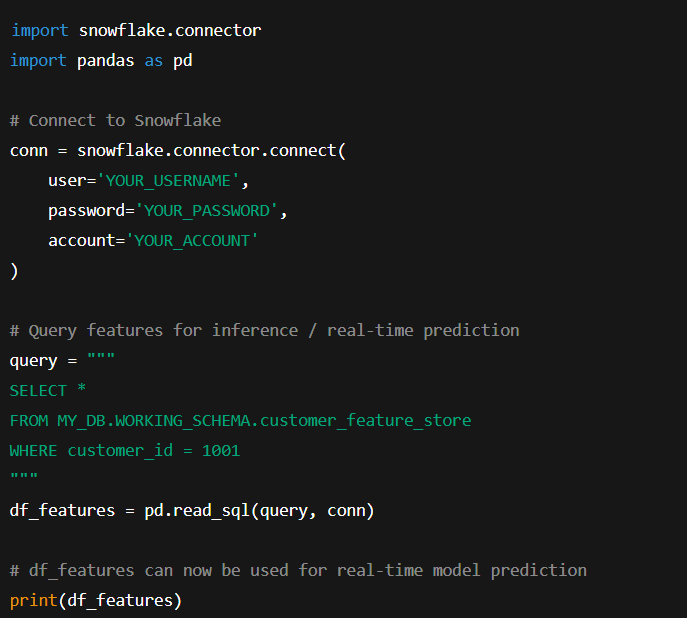 import snowflake.connector
import pandas as pd
# Connect to Snowflake
conn = snowflake.connector.connect(
    user='YOUR_USERNAME',
    password='YOUR_PASSWORD',
    account='YOUR_ACCOUNT'
)
# Query features for inference / real-time prediction
query = """
SELECT *
FROM MY_DB.WORKING_SCHEMA.customer_feature_store
WHERE customer_id = 1001
"""
df_features = pd.read_sql(query, conn)
# df_features can now be used for real-time model prediction
print(df_features)